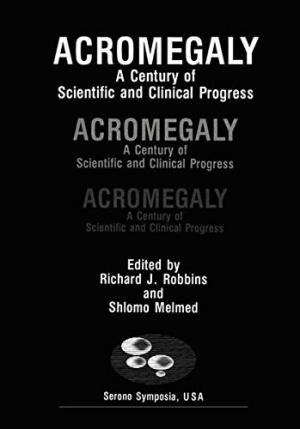 ACROMEGALY
A Century of
Scientific and Clinical Progress
ACROMEGALY
A Century of
Scientific and Clinical Progress
ACROMEGALY
A Century of
Scientific and Clinical Progress
Edited by
Richard J. Robbins
and
Shlomo Melmed
Serono Symposia, USA